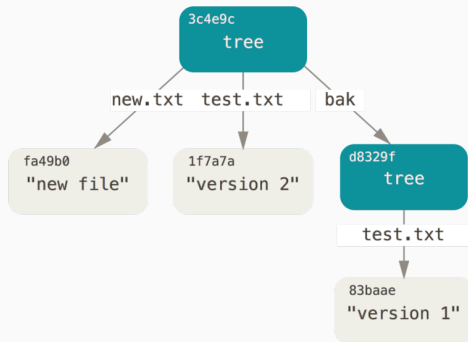 3c4e9c
tree
new.txt test.txt bak
fa49b0
"new file"
1f7a7a
"version 2"
d8329f
tree
test.txt
83baae
"version 1"